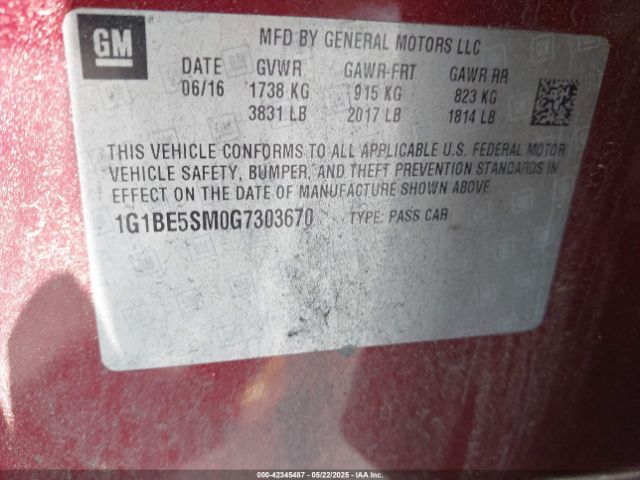 GM
MFD BY GENERAL MOTORS LLC
DATE GVWR GAWR-FRT GAWR RR
06/16 1738 KG 915 KG 823 KG
3831 LB 2017 LB 1814 LB
THIS VEHICLE CONFORMS TO ALL APPLICABLE U.S. FEDERAL MOTOR
VEHICLE SAFETY, BUMPER, AND THEFT PREVENTION STANDARDS IN
EFFECT ON THE DATE OF MANUFACTURE SHOWN ABOVE.
1G1BE5SM0G7303670 TYPE: PASS CAR
000-42345487 - 05/22/2025 - IAA Inc.